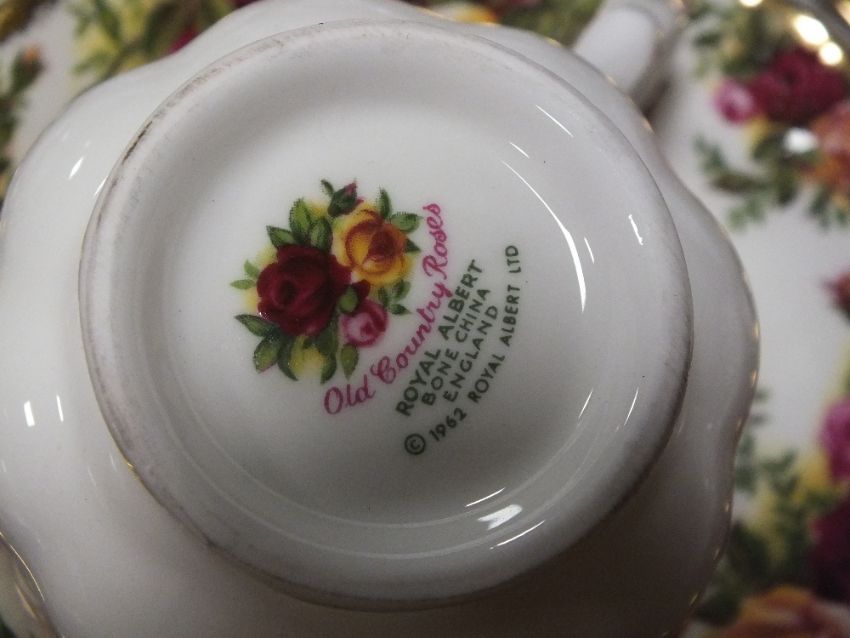 Old Country Roses
ROYAL ALBERT
BONE CHINA
ENGLAND
© 1962 ROYAL ALBERT LTD